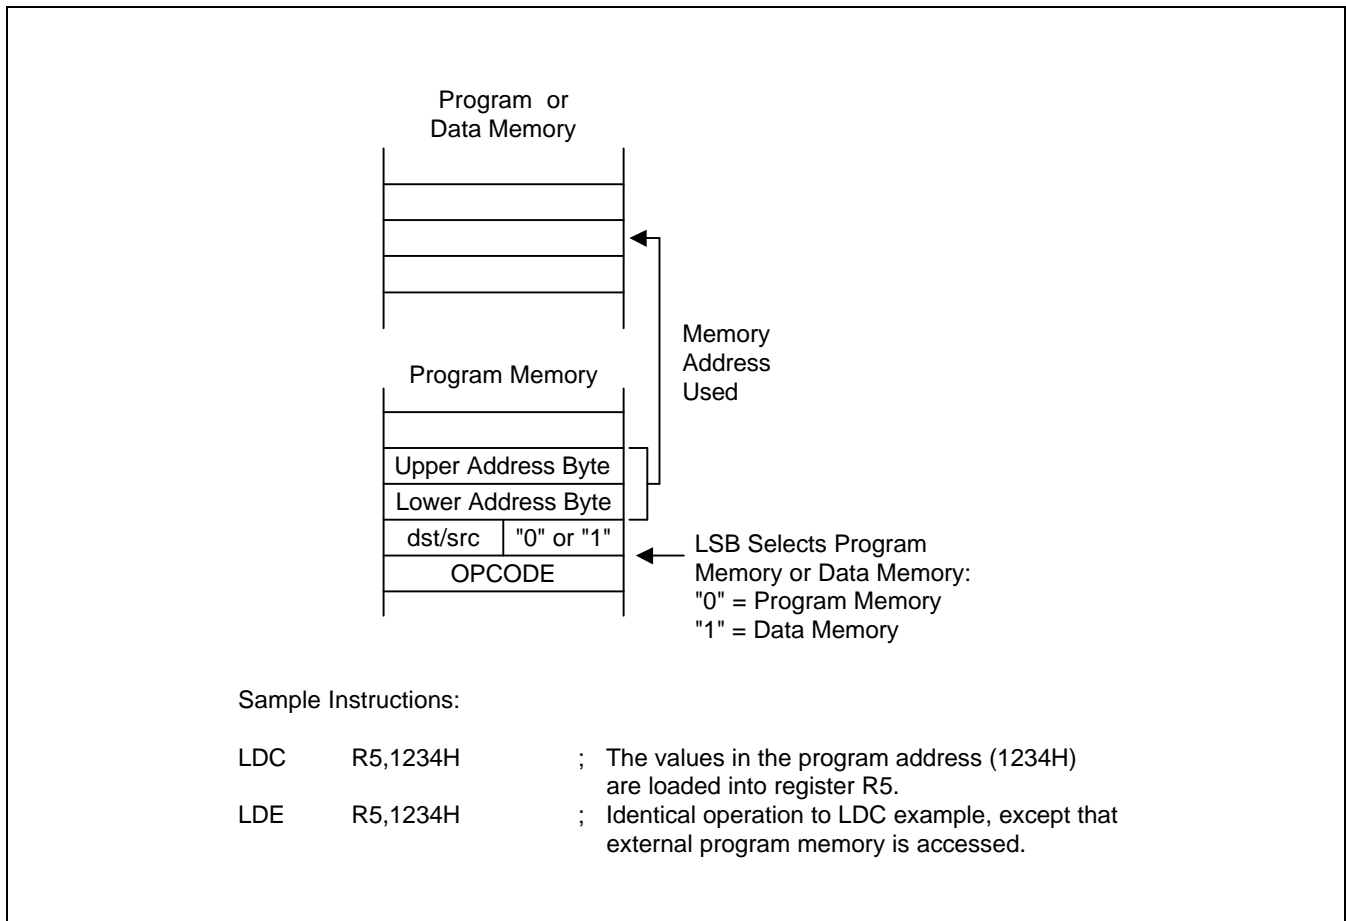 Program or
Data Memory
Memory
Address
Used
Program Memory
Upper Address Byte
Lower Address Byte
dst/src "0" or "1"
OPCODE
LSB Selects Program
Memory or Data Memory:
"0" = Program Memory
"1" = Data Memory
Sample Instructions:
LDC R5,1234H ; The values in the program address (1234H)
are loaded into register R5.
LDE R5,1234H ; Identical operation to LDC example, except that
external program memory is accessed.